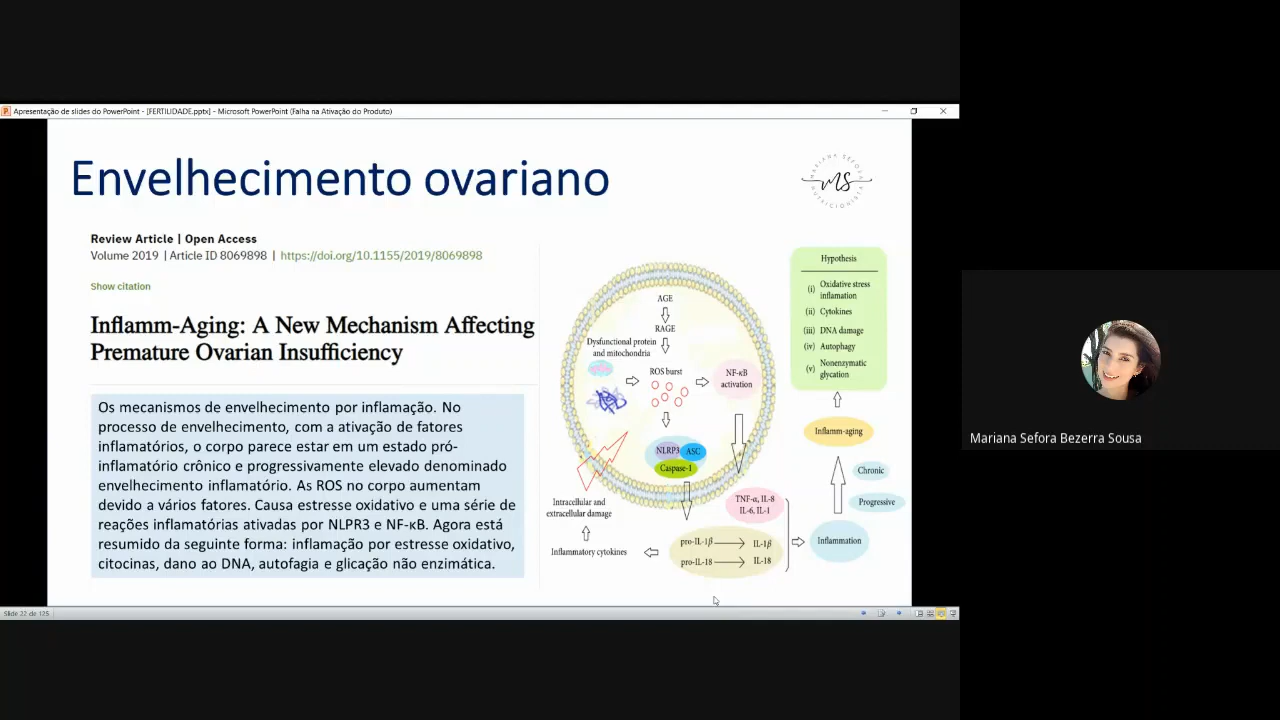 Apresentação de slides do PowerPoint - [FERTILIDADE.pptx] - Microsoft PowerPoint (Falha na Ativação do Produto)
Envelhecimento ovariano
MARIANA SEFORA
MS
NUTRICIONISTA
Review Article | Open Access
Volume 2019 | Article ID 8069898 | https://doi.org/10.1155/2019/8069898
Show citation
Inflamm-Aging: A New Mechanism Affecting
Premature Ovarian Insufficiency
Os mecanismos de envelhecimento por inflamação. No
processo de envelhecimento, com a ativação de fatores
inflamatórios, o corpo parece estar em um estado pró-
inflamatório crônico e progressivamente elevado denominado
envelhecimento inflamatório. As ROS no corpo aumentam
devido a vários fatores. Causa estresse oxidativo e uma série de
reações inflamatórias ativadas por NLPR3 e NF-κB. Agora está
resumido da seguinte forma: inflamação por estresse oxidativo,
citocinas, dano ao DNA, autofagia e glicação não enzimática.
AGE
RAGE
Dysfunctional protein
and mitochondria
ROS burst
NF-κB
activation
NLRP3
ASC
Caspase-1
Intracellular and
extracellular damage
Inflammatory cytokines
TNF-α, IL-8
IL-6, IL-1
pro-IL-1β
IL-1β
pro-IL-18
IL-18
Hypothesis
(i) Oxidative stress
inflamation
(ii) Cytokines
(iii) DNA damage
(iv) Autophagy
(v) Nonenzymatic
glycation
Inflamm-aging
Chronic
Progressive
Inflammation
Slide 22 de 125
Mariana Sefora Bezerra Sousa